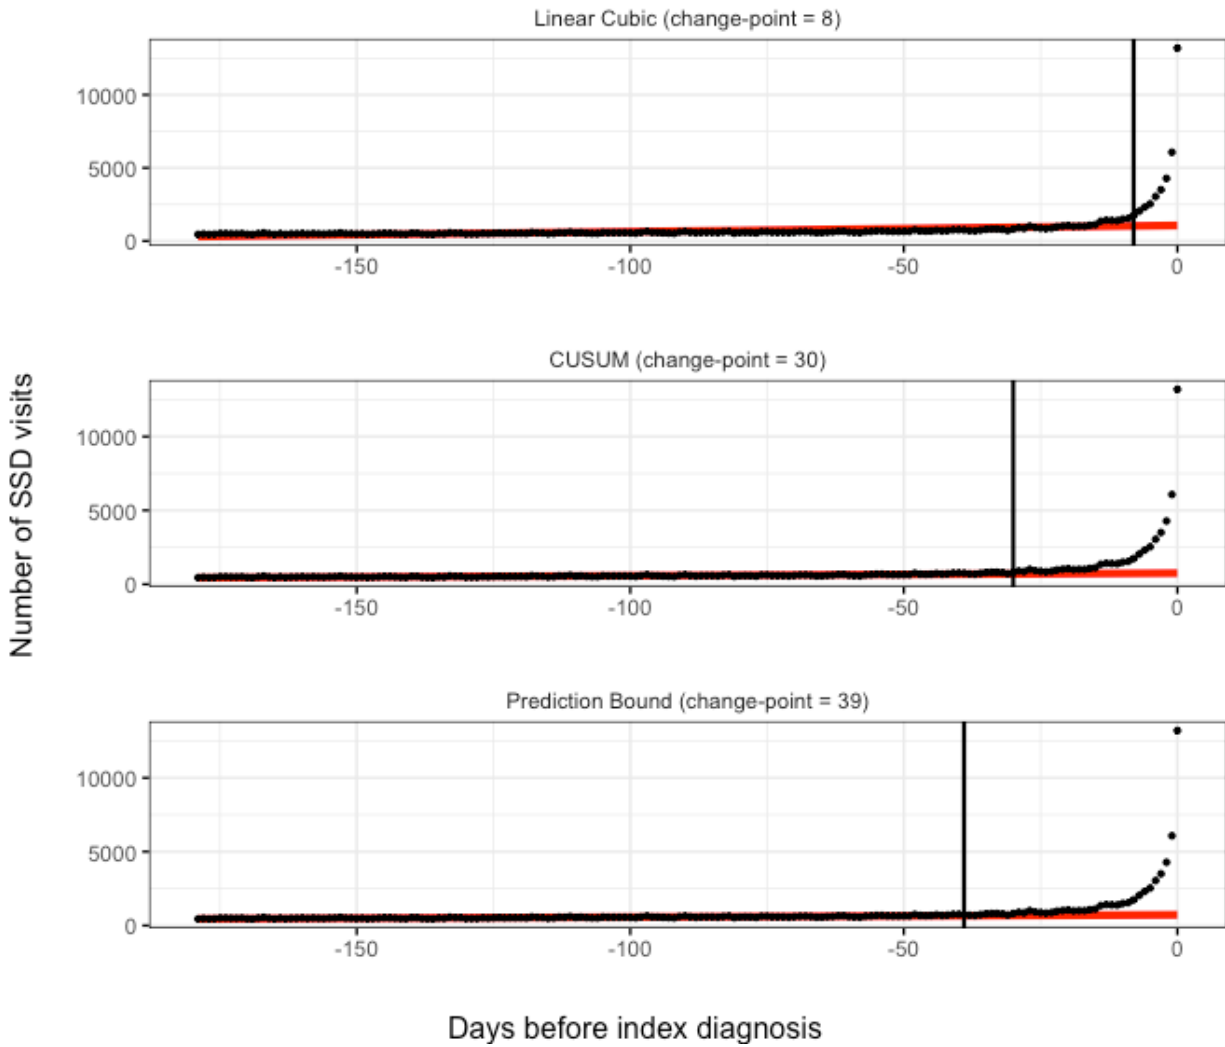 Linear Cubic (change-point = 8)
10000
5000
0
-150 -100 -50 0
CUSUM (change-point = 30)
10000
5000
0
-150 -100 -50 0
Number of SSD visits
Prediction Bound (change-point = 39)
10000
5000
0
-150 -100 -50 0
Days before index diagnosis